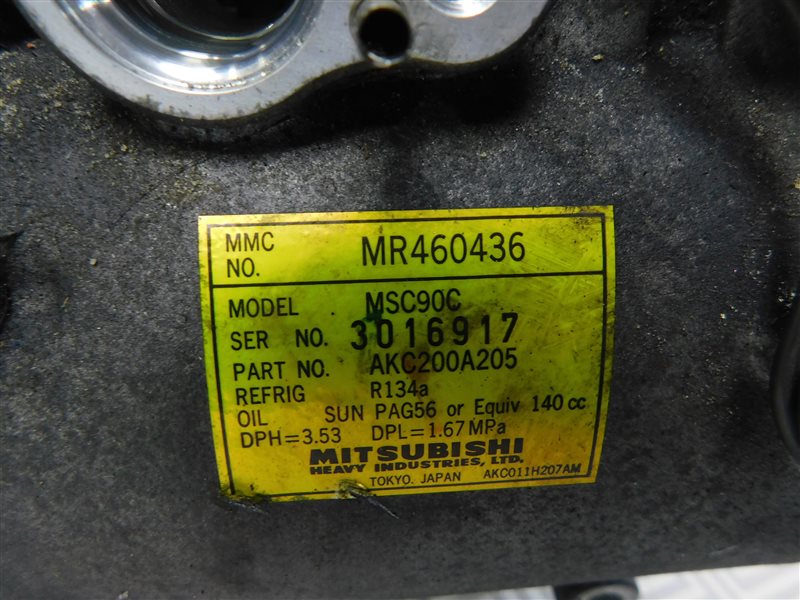 MMC NO. MR460436
MODEL MSC90C
SER NO. 3016917
PART NO. AKC200A205
REFRIG R134a
OIL SUN PAG56 or Equiv 140 cc
DPH=3.53 DPL=1.67 MPa
MITSUBISHI
HEAVY INDUSTRIES, LTD.
TOKYO. JAPAN AKC011H207AM